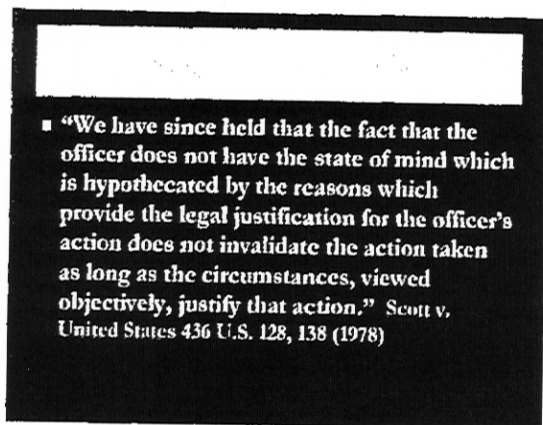 ▪ “We have since held that the fact that the
officer does not have the state of mind which
is hypothecated by the reasons which
provide the legal justification for the officer’s
action does not invalidate the action taken
as long as the circumstances, viewed
objectively, justify that action.” Scott v.
United States 436 U.S. 128, 138 (1978)